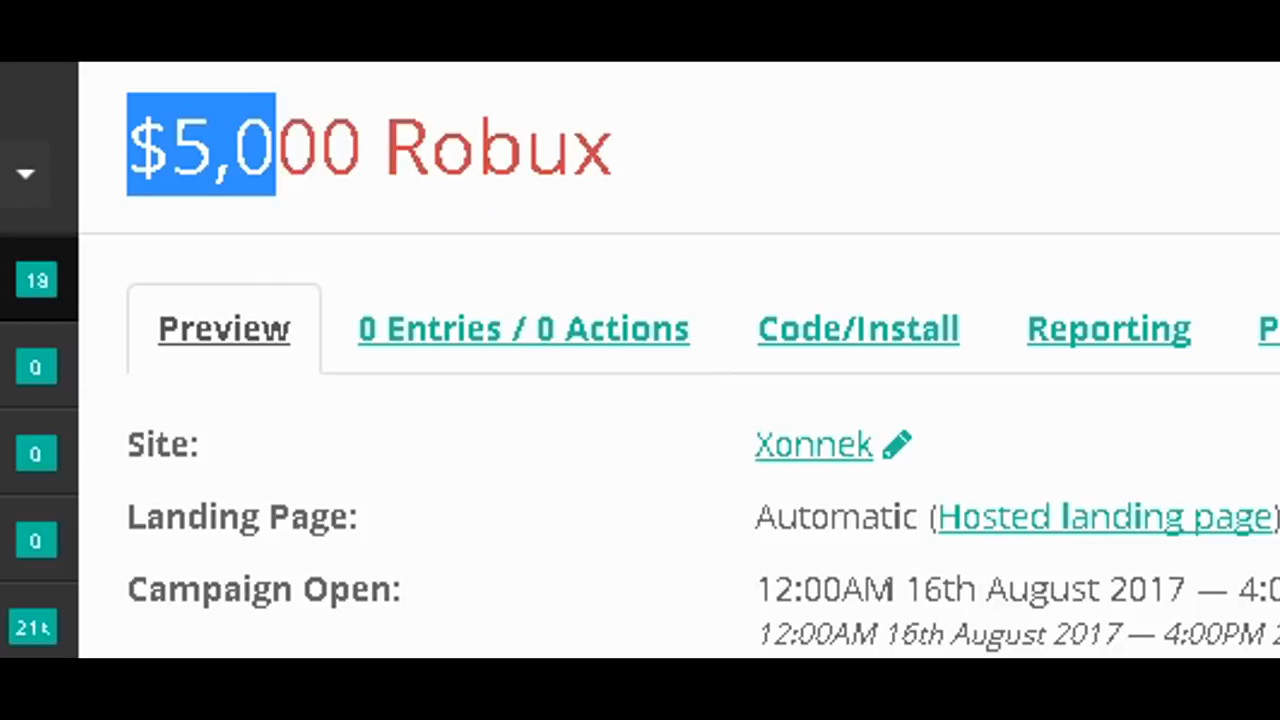 $5,000 Robux
Preview 0 Entries / 0 Actions Code/Install Reporting P
Site: Xonnek
Landing Page: Automatic (Hosted landing page)
Campaign Open: 12:00AM 16th August 2017 — 4:0
12:00AM 16th August 2017 — 4:00PM 2
0
0
0